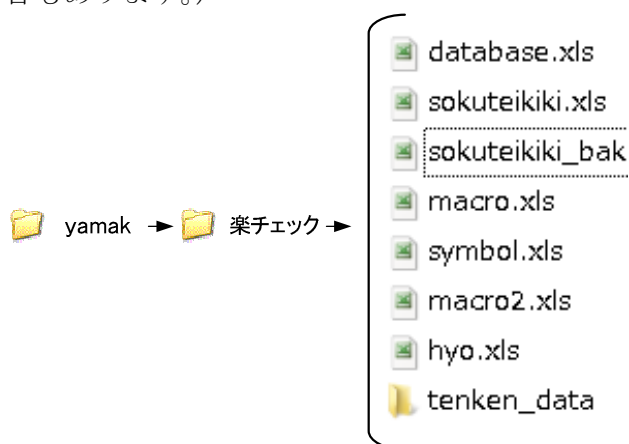 yamak → 楽チェック →
database.xls
sokuteikiki.xls
sokuteikiki_bak
macro.xls
symbol.xls
macro2.xls
hyo.xls
tenken_data